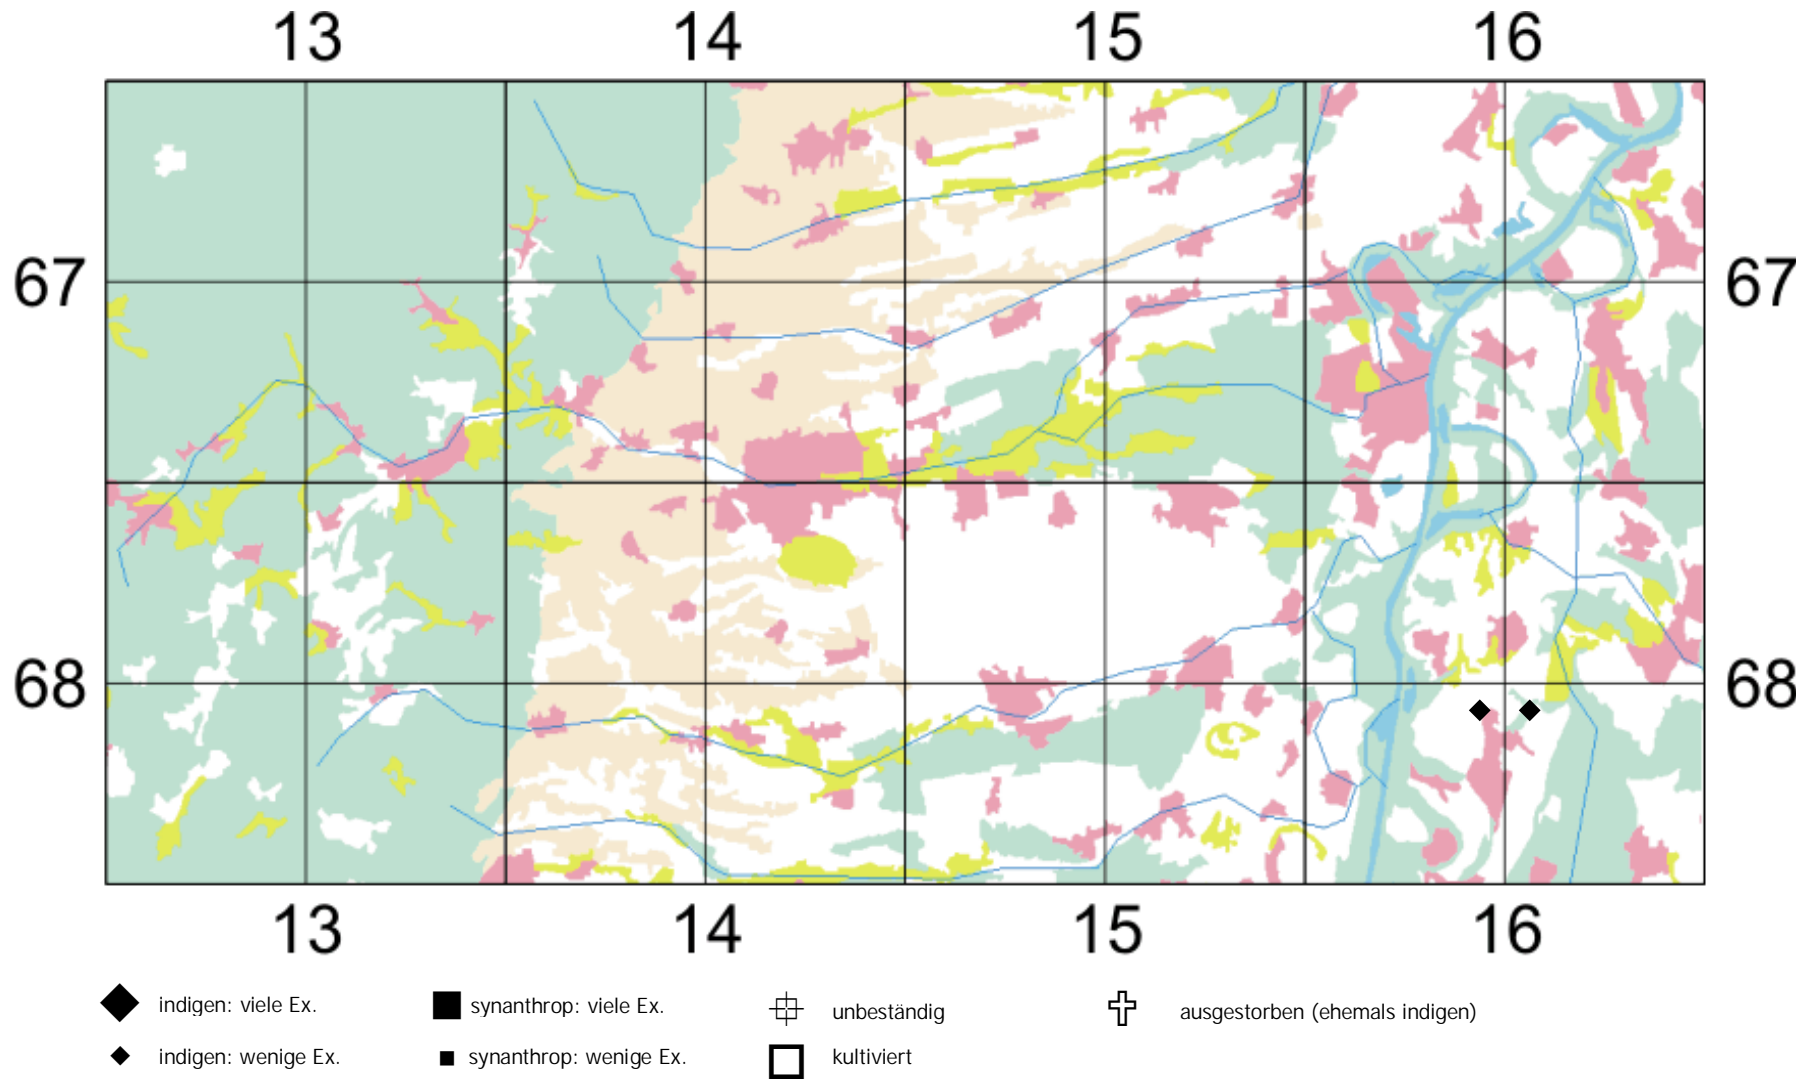 13 14 15 16
67 67
68 68
13 14 15 16
indigen: viele Ex. synanthrop: viele Ex. unbeständig ausgestorben (ehemals indigen)
indigen: wenige Ex. synanthrop: wenige Ex. kultiviert